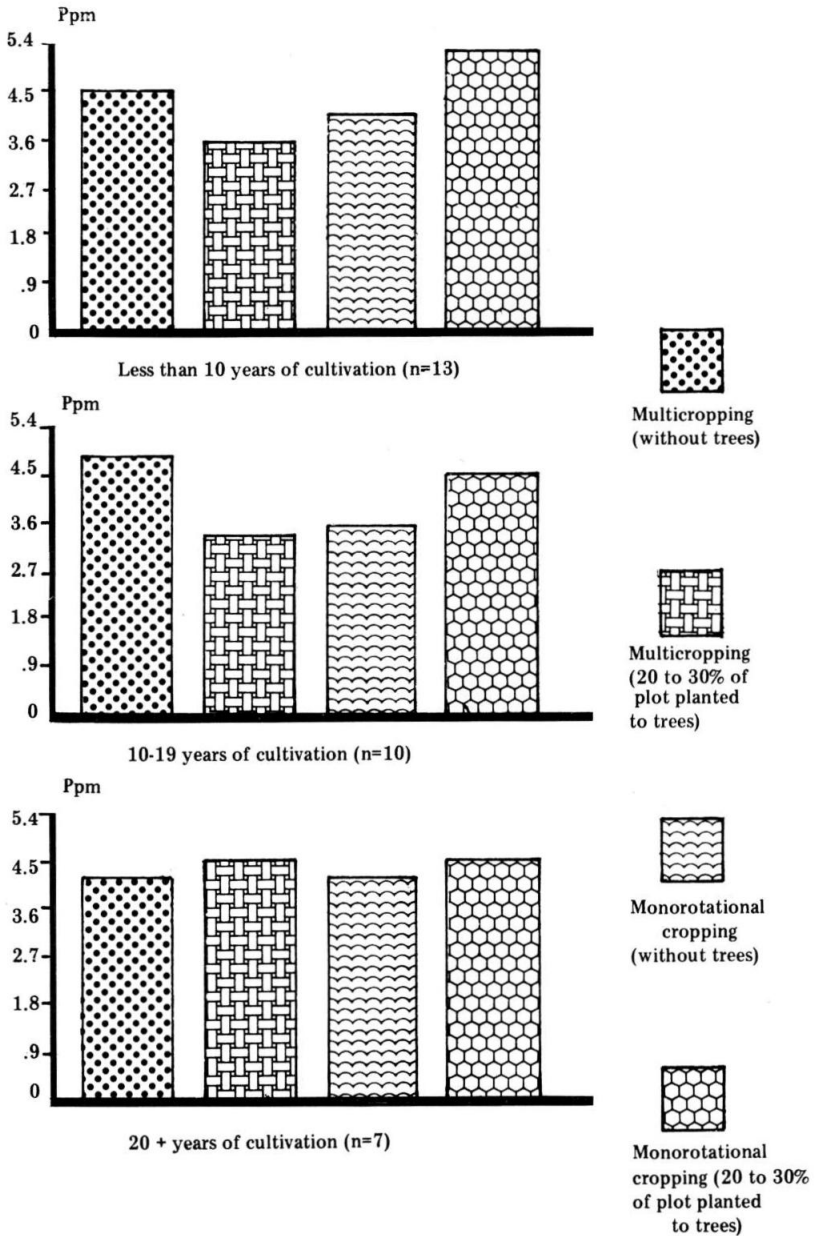 Ppm
5.4
4.5
3.6
2.7
1.8
.9
0
Less than 10 years of cultivation (n=13)
Ppm
5.4
4.5
3.6
2.7
1.8
.9
0
10-19 years of cultivation (n=10)
Ppm
5.4
4.5
3.6
2.7
1.8
.9
0
20 + years of cultivation (n=7)
Multicropping
(without trees)
Multicropping
(20 to 30% of
plot planted
to trees)
Monorotational
cropping
(without trees)
Monorotational
cropping (20 to 30%
of plot planted
to trees)